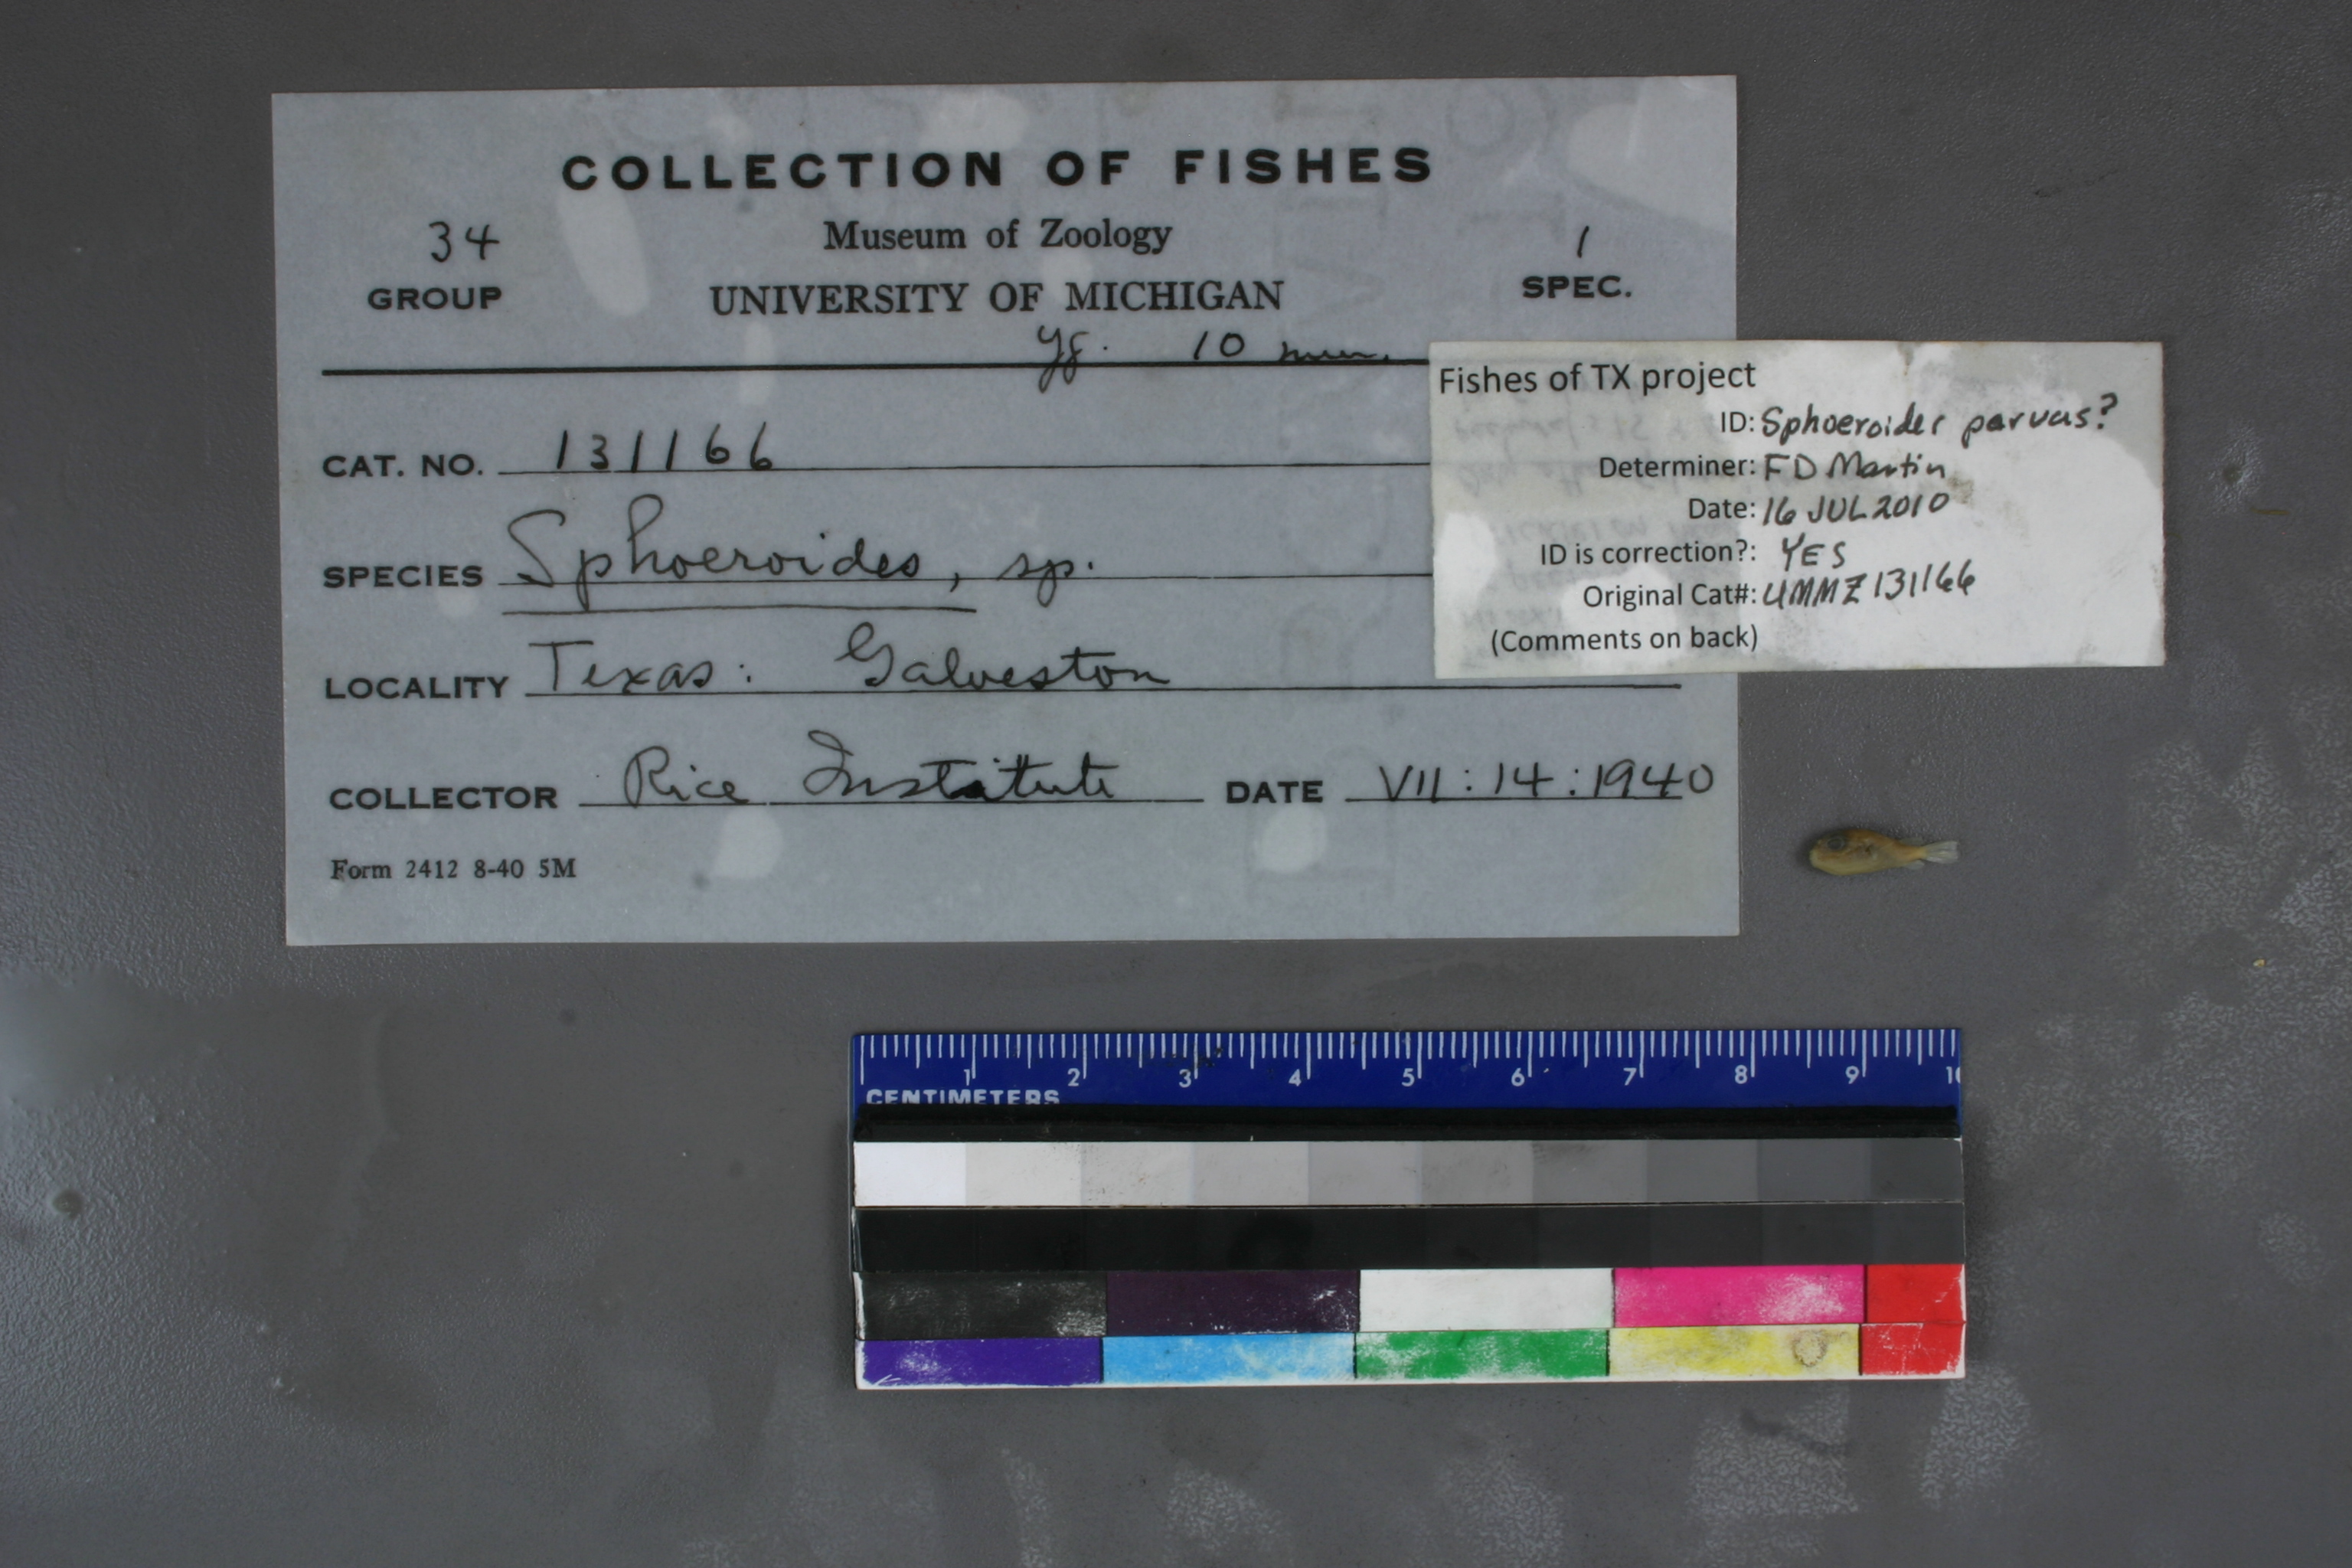 COLLECTION OF FISHES
34
GROUP
Museum of Zoology
UNIVERSITY OF MICHIGAN
1
SPEC.
yg. 10 mm.
CAT. NO. 131166
SPECIES Sphoeroides, sp.
LOCALITY Texas: Galveston
COLLECTOR Rice Institute DATE VII:14:1940
Form 2412 8-40 5M
Fishes of TX project
ID: Sphoeroides parvus?
Determiner: FD Martin
Date: 16 JUL 2010
ID is correction?: YES
Original Cat#: UMMZ 131166
(Comments on back)
1 2 3 4 5 6 7 8 9 10
CENTIMETERS